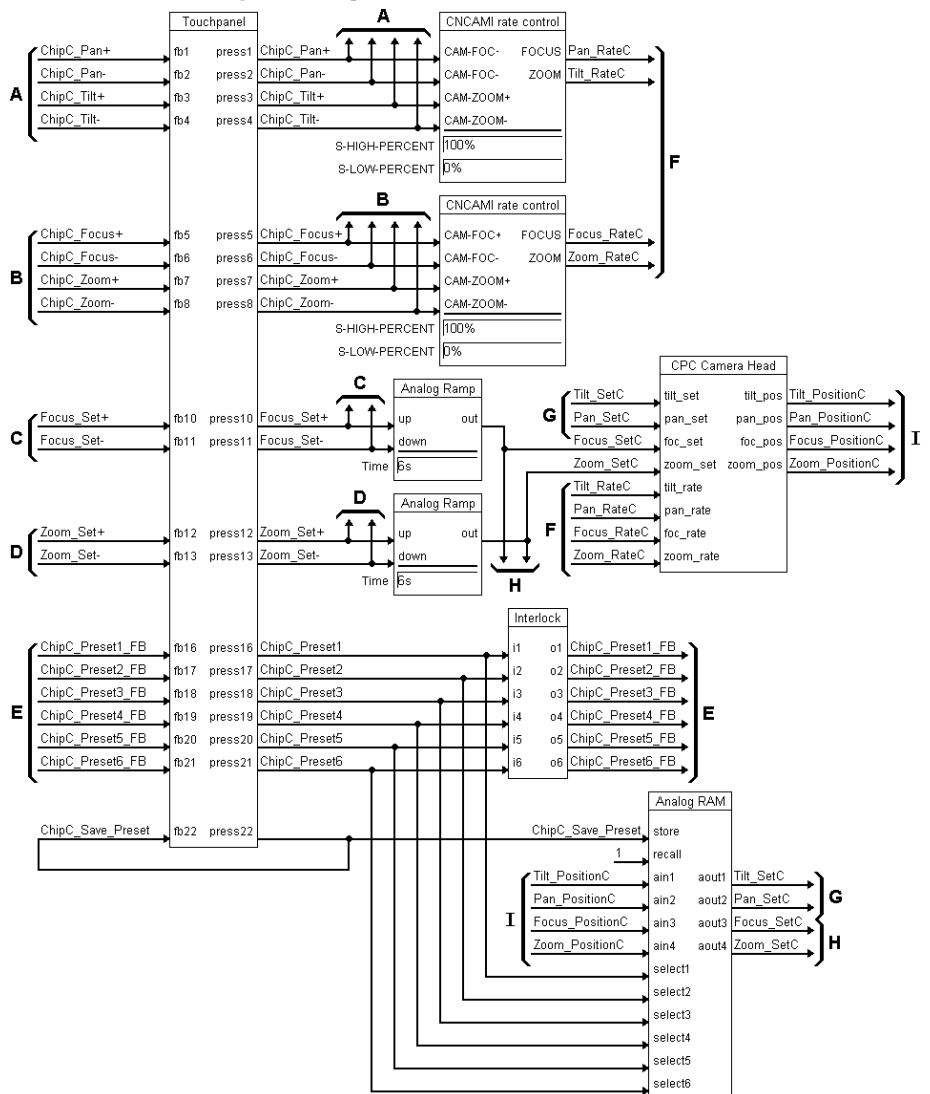 A
Touchpanel
CNCAMI rate control
ChipC_Pan+ fb1 press1 ChipC_Pan+ CAM-FOC- FOCUS Pan_RateC
ChipC_Pan- fb2 press2 ChipC_Pan- CAM-FOC- ZOOM Tilt_RateC
A
ChipC_Tilt+ fb3 press3 ChipC_Tilt+ CAM-ZOOM+
ChipC_Tilt- fb4 press4 ChipC_Tilt- CAM-ZOOM-
S-HIGH-PERCENT 100%
S-LOW-PERCENT 0%
F
B
CNCAMI rate control
ChipC_Focus+ fb5 press5 ChipC_Focus+ CAM-FOC+ FOCUS Focus_RateC
ChipC_Focus- fb6 press6 ChipC_Focus- CAM-FOC- ZOOM Zoom_RateC
B
ChipC_Zoom+ fb7 press7 ChipC_Zoom+ CAM-ZOOM+
ChipC_Zoom- fb8 press8 ChipC_Zoom- CAM-ZOOM-
S-HIGH-PERCENT 100%
S-LOW-PERCENT 0%
CPC Camera Head
C
Analog Ramp
Tilt_SetC tilt_set tilt_pos Tilt_PositionC
G
Pan_SetC pan_set pan_pos Pan_PositionC
Focus_SetC foc_set foc_pos Focus_PositionC
I
Zoom_SetC zoom_set zoom_pos Zoom_PositionC
Tilt_RateC tilt_rate
Pan_RateC pan_rate
F
Focus_RateC foc_rate
Zoom_RateC zoom_rate
Focus_Set+ fb10 press10 Focus_Set+ up out
C
Focus_Set- fb11 press11 Focus_Set- down
Time 6s
D
Analog Ramp
Zoom_Set+ fb12 press12 Zoom_Set+ up out
D
Zoom_Set- fb13 press13 Zoom_Set- down
Time 6s
H
Interlock
ChipC_Preset1_FB fb16 press16 ChipC_Preset1 i1 o1 ChipC_Preset1_FB
ChipC_Preset2_FB fb17 press17 ChipC_Preset2 i2 o2 ChipC_Preset2_FB
ChipC_Preset3_FB fb18 press18 ChipC_Preset3 i3 o3 ChipC_Preset3_FB
E
E
ChipC_Preset4_FB fb19 press19 ChipC_Preset4 i4 o4 ChipC_Preset4_FB
ChipC_Preset5_FB fb20 press20 ChipC_Preset5 i5 o5 ChipC_Preset5_FB
ChipC_Preset6_FB fb21 press21 ChipC_Preset6 i6 o6 ChipC_Preset6_FB
Analog RAM
ChipC_Save_Preset fb22 press22 ChipC_Save_Preset store
1 recall
Tilt_PositionC ain1 aout1 Tilt_SetC
G
Pan_PositionC ain2 aout2 Pan_SetC
I
Focus_PositionC ain3 aout3 Focus_SetC
H
Zoom_PositionC ain4 aout4 Zoom_SetC
select1
select2
select3
select4
select5
select6